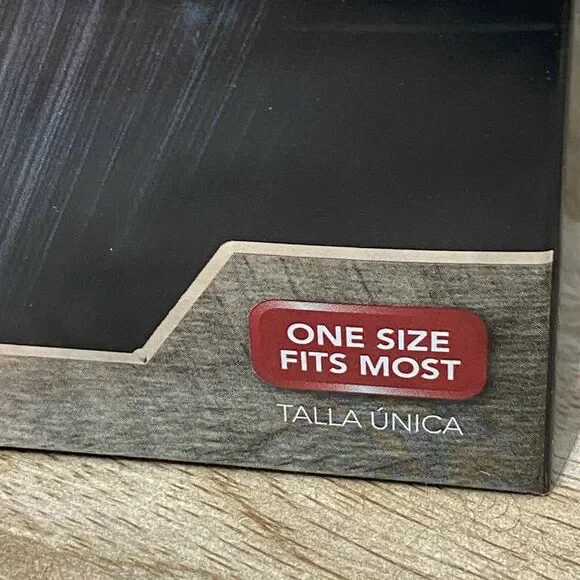 ONE SIZE
FITS MOST
TALLA ÚNICA